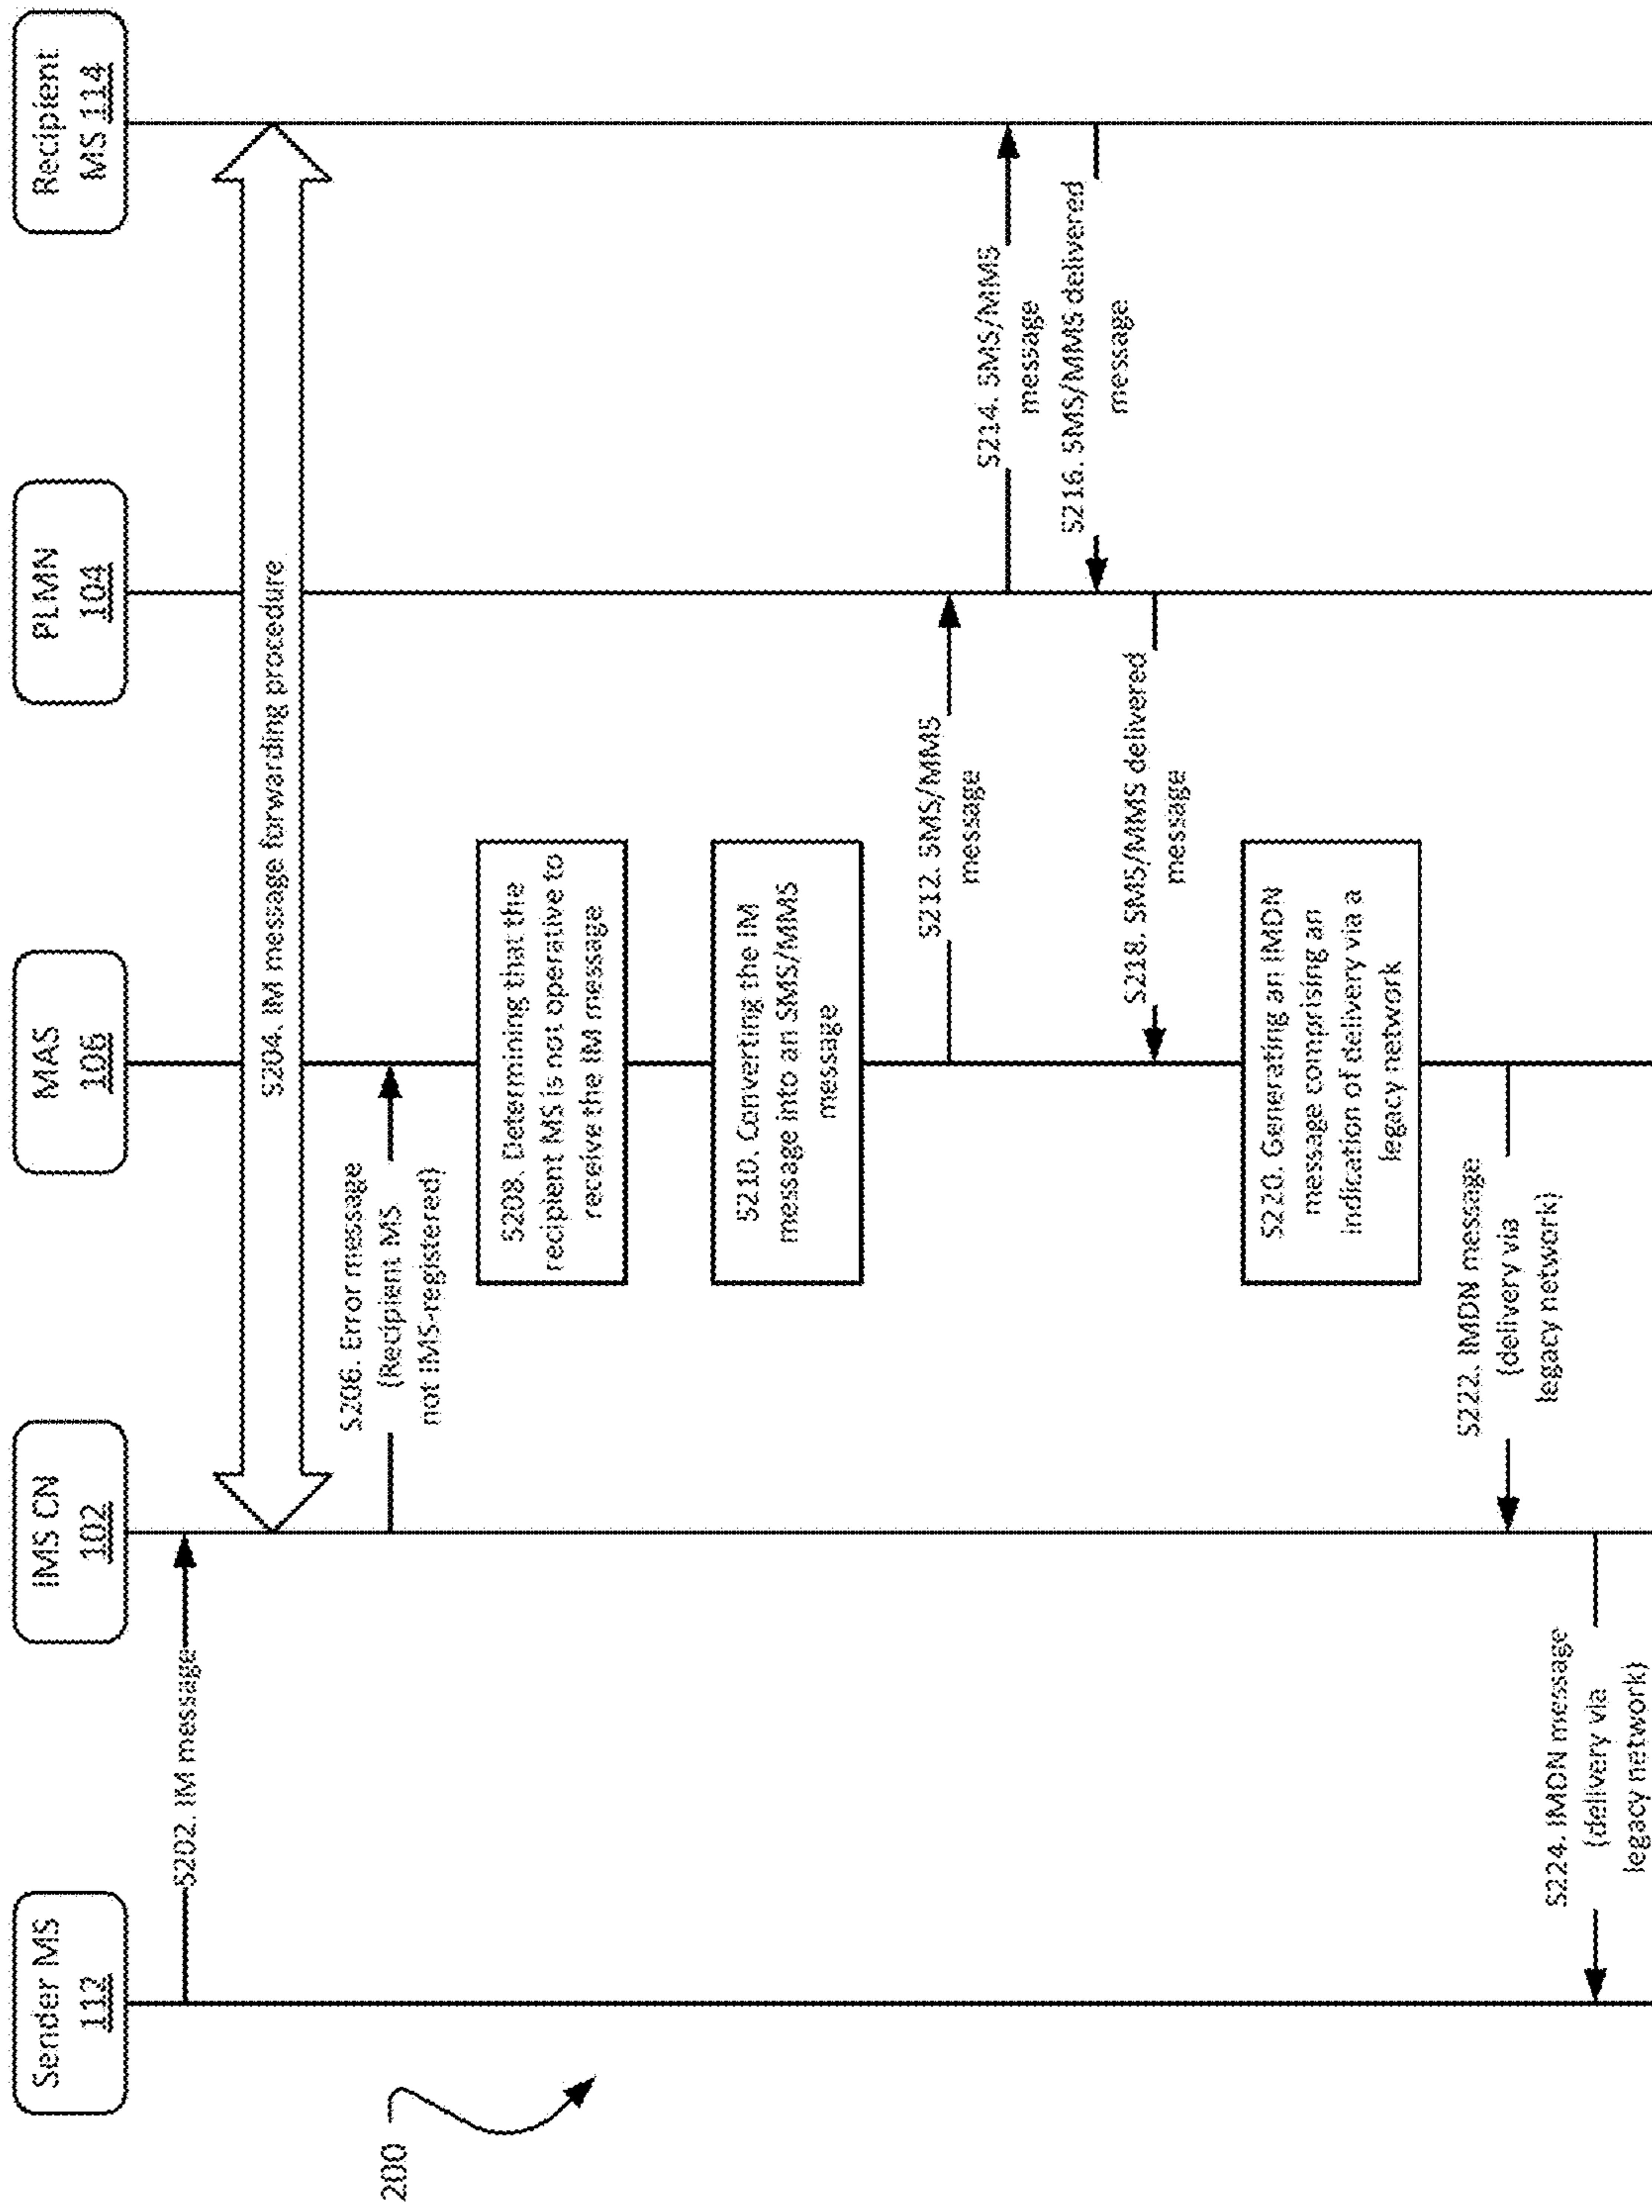 Sender MS
112
IMS CN
102
MAS
106
PLMN
104
Recipient
MS 114
S202. IM message
S204. IM message forwarding procedure
S206. Error message
(Recipient MS
not IMS-registered)
S208. Determining that the
recipient MS is not operative to
receive the IM message
S210. Converting the IM
message into an SMS/MMS
message
S212. SMS/MMS
message
S214. SMS/MMS
message
S216. SMS/MMS delivered
message
S218. SMS/MMS delivered
message
S220. Generating an IMDN
message comprising an
indication of delivery via a
legacy network
S222. IMDN message
(delivery via
legacy network)
S224. IMDN message
(delivery via
legacy network)
200